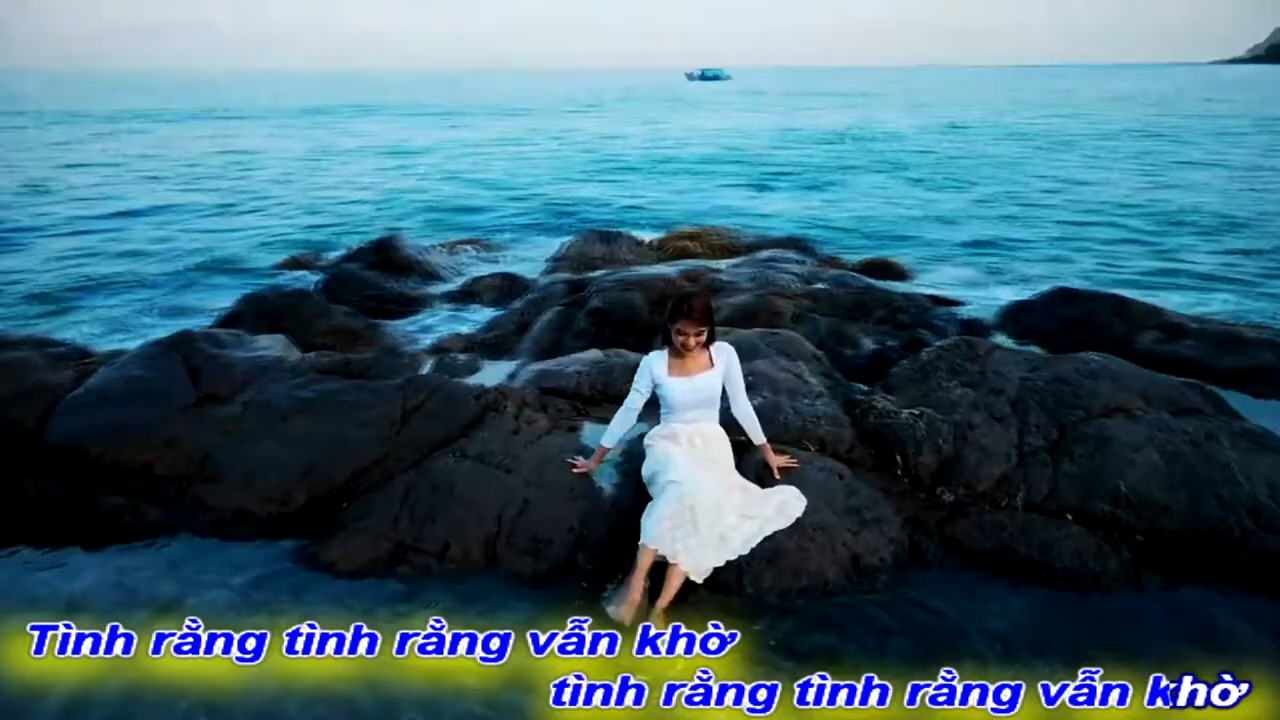 Tình rằng tình rằng vẫn khờ
tình rằng tình rằng vẫn khờ